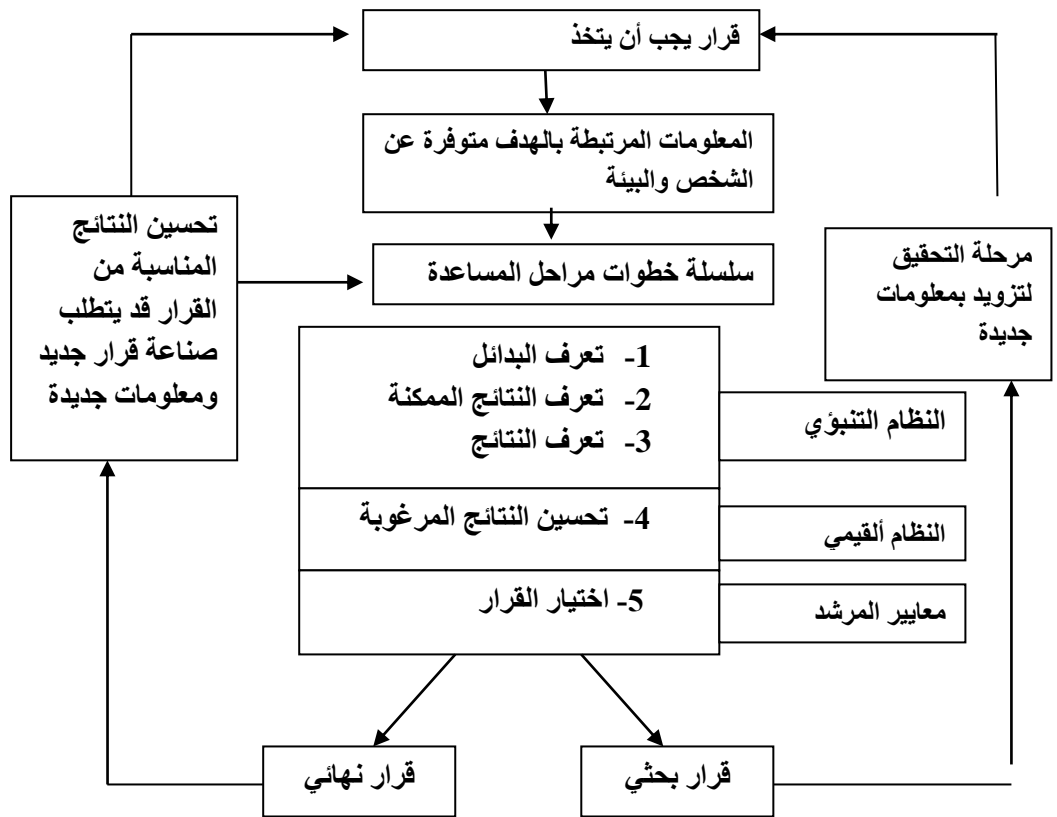 قرار يجب أن يتخذ
المعلومات المرتبطة بالهدف متوفرة عن
الشخص والبيئة
سلسلة خطوات مراحل المساعدة
مرحلة التحقيق
لتزويد بمعلومات
جديدة
تحسين النتائج
المناسبة من
القرار قد يتطلب
صناعة قرار جديد
ومعلومات جديدة
1- تعرف البدائل
2- تعرف النتائج الممكنة
3- تعرف النتائج
النظام التنبؤي
4- تحسين النتائج المرغوبة
النظام ألقيمي
5- اختيار القرار
معايير المرشد
قرار بحثي
قرار نهائي